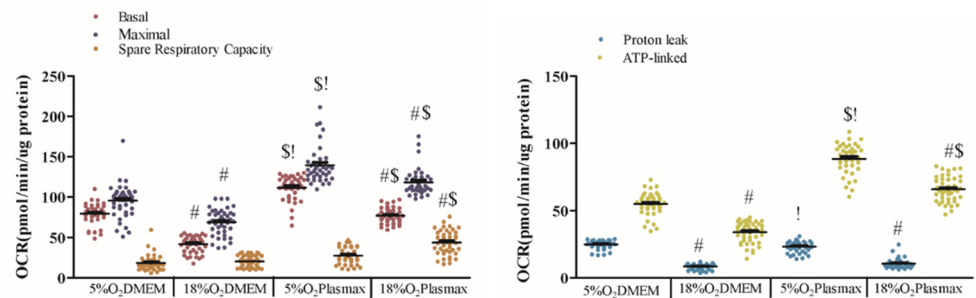 Basal
Maximal
Spare Respiratory Capacity
OCR(pmol/min/ug protein)
250
200
150
100
50
0
$!
$!
#
#
#$
#$
#$
5%O₂DMEM
18%O₂DMEM
5%O₂Plasmax
18%O₂Plasmax
Proton leak
ATP-linked
OCR(pmol/min/ug protein)
150
100
50
0
$!
#$
#
#
!
#
5%O₂DMEM
18%O₂DMEM
5%O₂Plasmax
18%O₂Plasmax